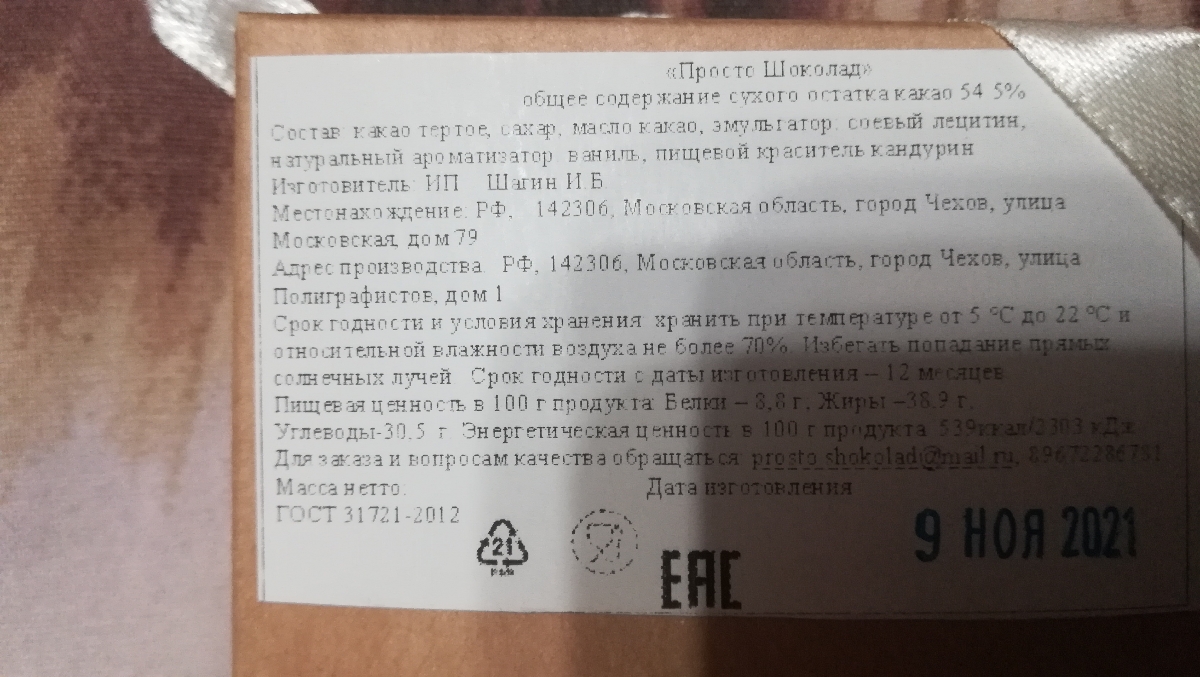 «Просто Шоколад»
общее содержание сухого остатка какао 54 5%
Состав какао тертое, сахар, масло какао, эмульгатор соевый лецитин,
натуральный ароматизатор ваниль, пищевой краситель кандурин
Изготовитель: ИП Шагин И.Б
Местонахождение: РФ, 142306, Московская область, город Чехов, улица
Московская, дом 79
Адрес производства РФ, 142306, Московская область, город Чехов, улица
Полиграфистов, дом 1
Срок годности и условия хранения хранить при температуре от 5 °С до 22 °С и
относительной влажности воздуха не более 70%. Избегать попадание прямых
солнечных лучей Срок годности с даты изготовления – 12 месяцев
Пищевая ценность в 100 г продукта: Белки – 8,8 г, Жиры –38.9 г,
Углеводы-30.5 г. Энергетическая ценность в 100 г продукта 539ккал/2303 кДж
Для заказа и вопросам качества обращаться prosto.shokolad@mail.ru, 89672286781
Масса нетто: Дата изготовления
ГОСТ 31721-2012
9 НОЯ 2021
21
EAC